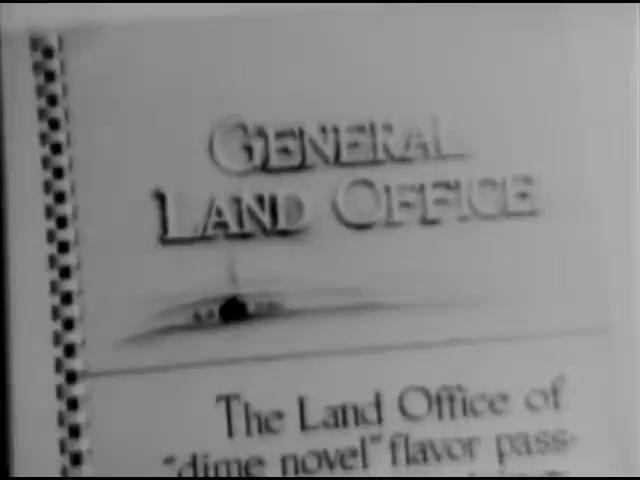 GENERAL
LAND OFFICE
The Land Office of
"dime novel" flavor pass-